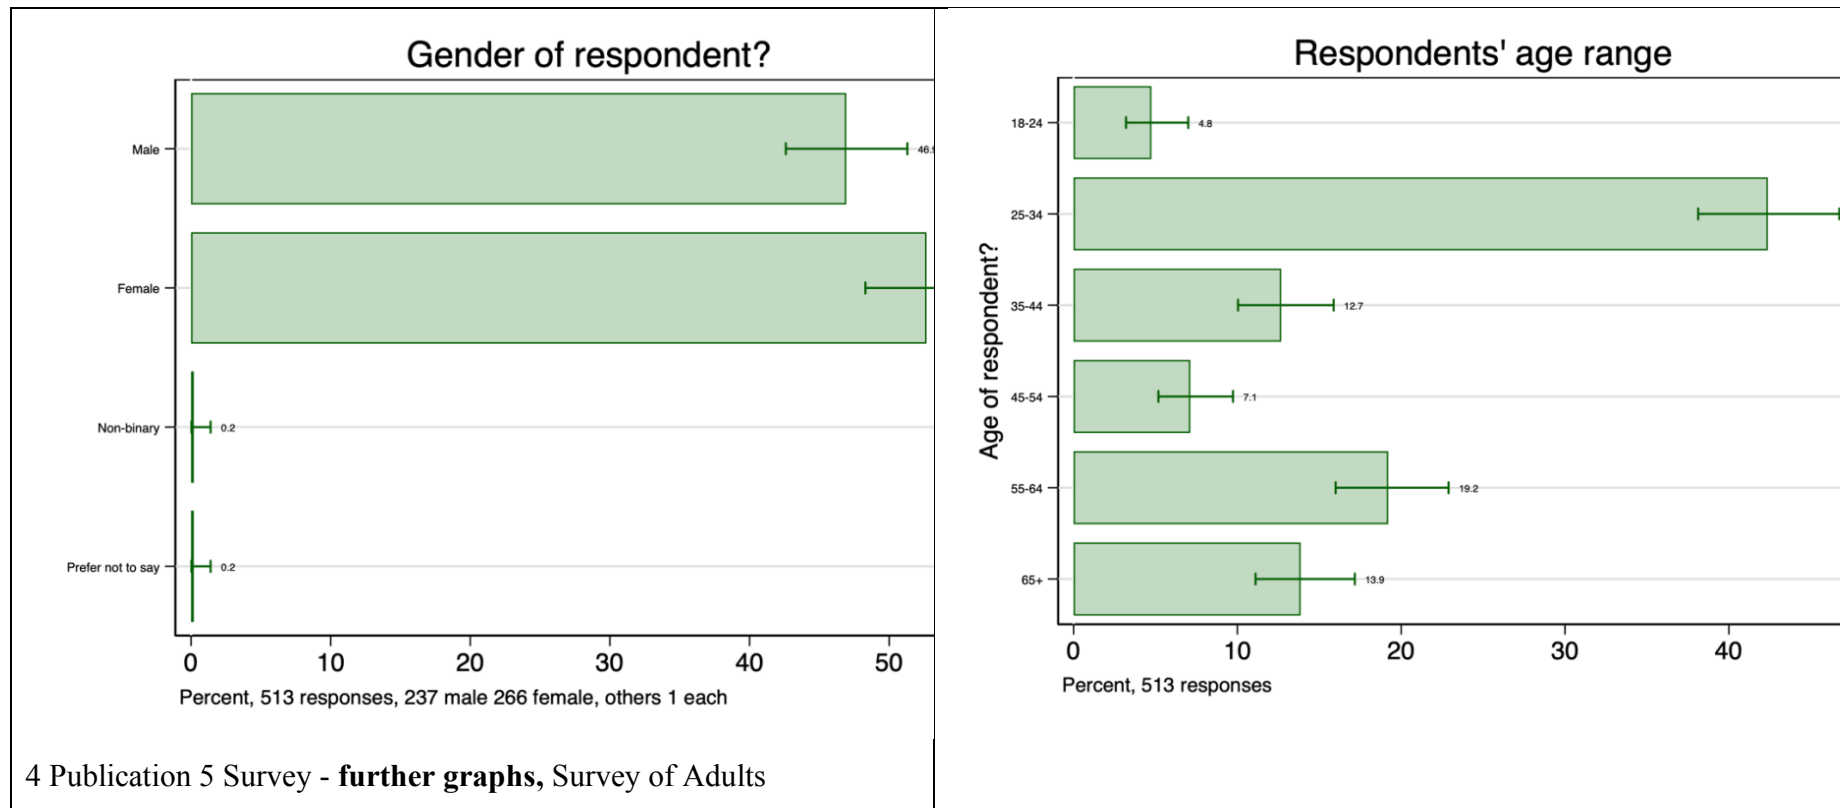 Gender of respondent?
Male
46.9
Female
Non-binary
0.2
Prefer not to say
0.2
0 10 20 30 40 50
Percent, 513 responses, 237 male 266 female, others 1 each
4 Publication 5 Survey - further graphs, Survey of Adults
Respondents' age range
Age of respondent?
18-24
4.8
25-34
35-44
12.7
45-54
7.1
55-64
19.2
65+
13.9
0 10 20 30 40
Percent, 513 responses